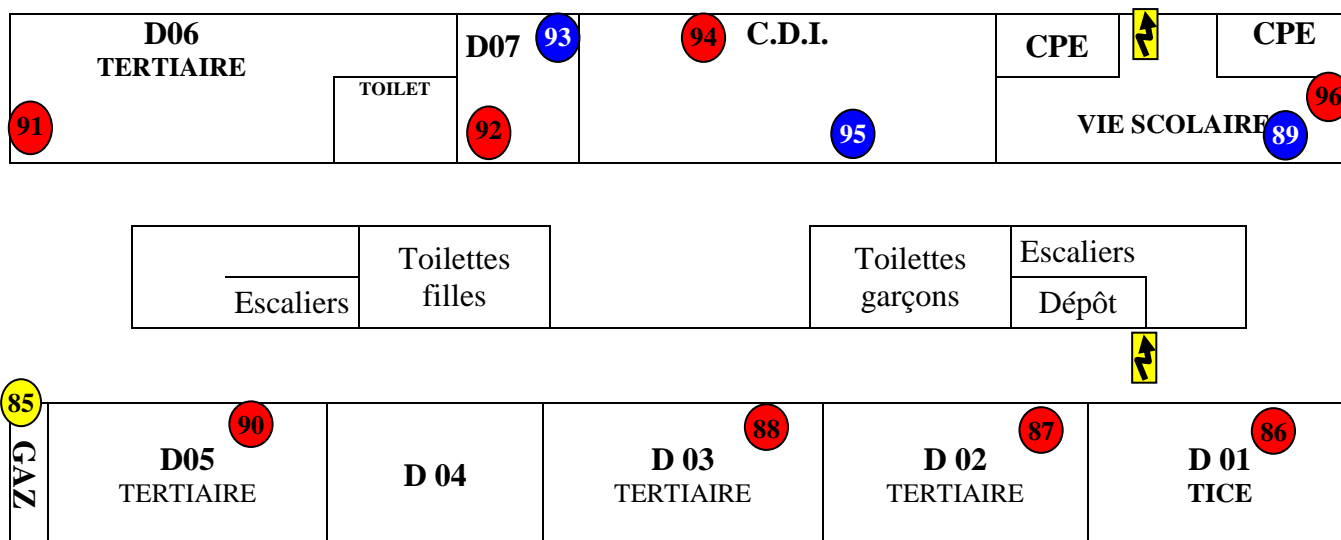 D06
TERTIAIRE
TOILET
91
D07
93
92
94
C.D.I.
95
CPE
CPE
96
VIE SCOLAIRE
89
Escaliers
Toilettes
filles
Toilettes
garçons
Escaliers
Dépôt
85
GAZ
90
D05
TERTIAIRE
D 04
88
D 03
TERTIAIRE
87
D 02
TERTIAIRE
86
D 01
TICE